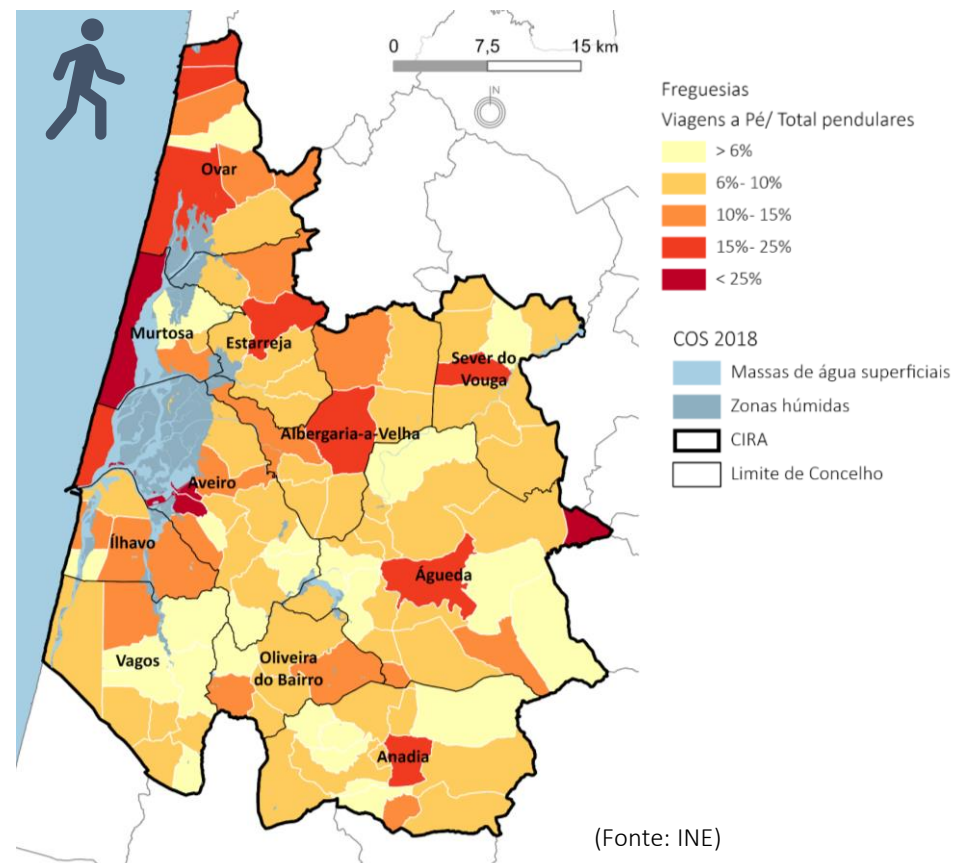 0 7,5 15 km
IN
Freguesias
Viagens a Pé/ Total pendulares
> 6%
6%- 10%
10%- 15%
15%- 25%
< 25%
COS 2018
Massas de água superficiais
Zonas húmidas
CIRA
Limite de Concelho
Ovar
Murtosa
Estarreja
Sever do
Vouga
Albergaria-a-Velha
Aveiro
Ílhavo
Águeda
Vagos
Oliveira
do Bairro
Anadia
(Fonte: INE)